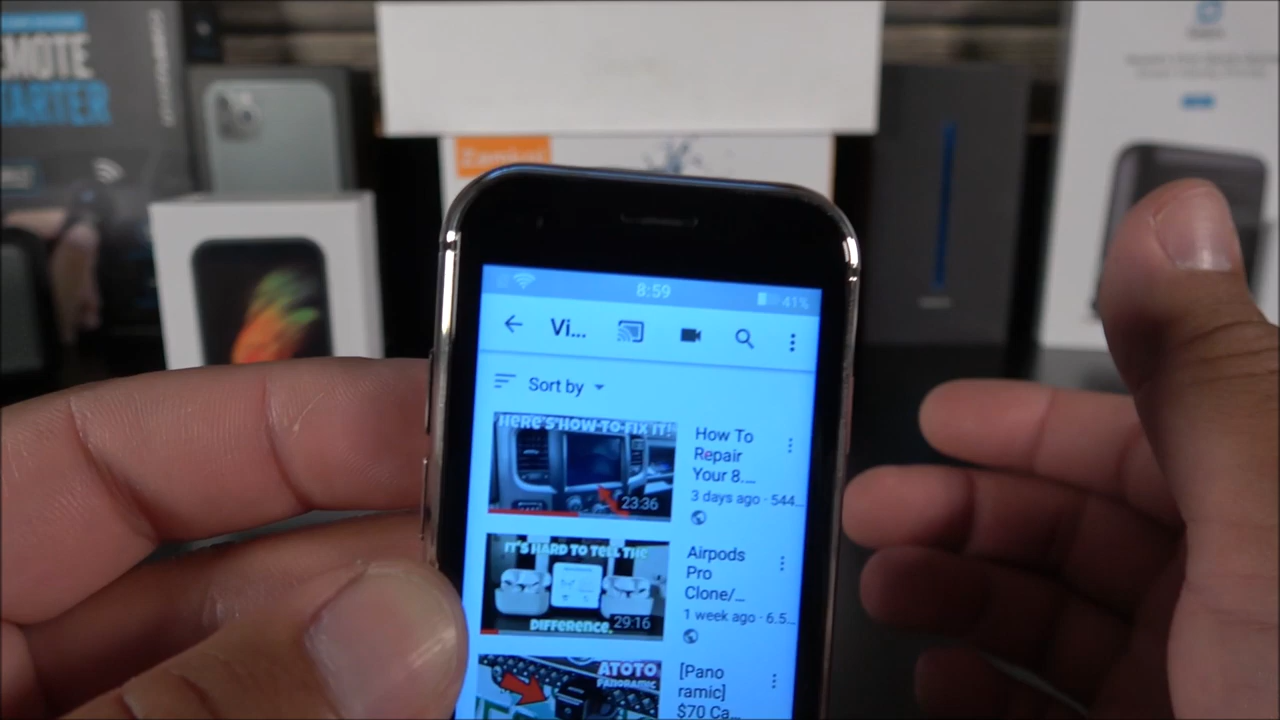 EMOTE
ARTER
8:59
41%
Vi...
Sort by
HERE'S HOW TO FIX IT!
23:36
How To
Repair
Your 8....
3 days ago · 544...
IT'S HARD TO TELL THE
DIFFERENCE.
29:16
Airpods
Pro
Clone/...
1 week ago · 6.5...
ATOTO
PANORAMIC
[Pano
ramic]
$70 Ca...